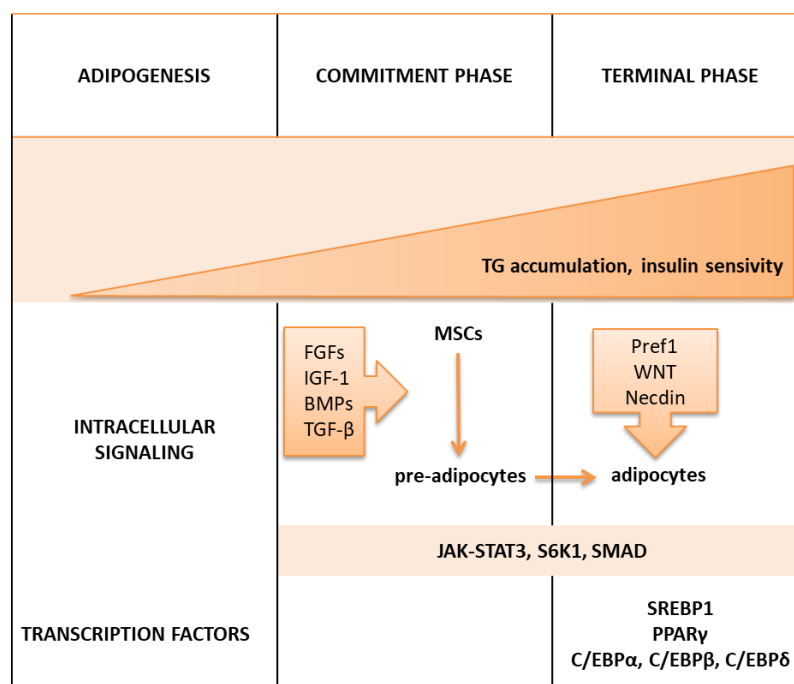 ADIPOGENESIS
COMMITMENT PHASE
TERMINAL PHASE
TG accumulation, insulin sensivity
INTRACELLULAR
SIGNALING
FGFs
IGF-1
BMPs
TGF-β
MSCs
pre-adipocytes
Pref1
WNT
Necdin
adipocytes
JAK-STAT3, S6K1, SMAD
TRANSCRIPTION FACTORS
SREBP1
PPARγ
C/EBPα, C/EBPβ, C/EBPδ